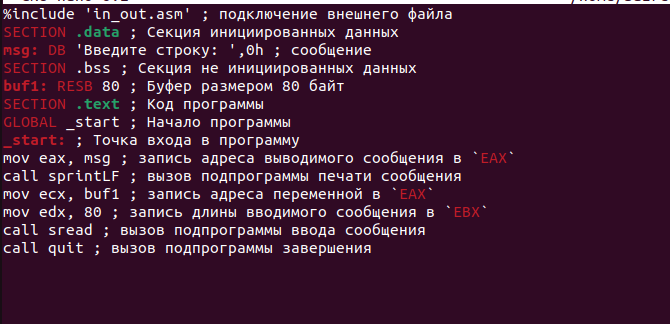 %include 'in_out.asm' ; подключение внешнего файла
SECTION .data ; Секция инициированных данных
msg: DB 'Введите строку: ',0h ; сообщение
SECTION .bss ; Секция не инициированных данных
buf1: RESB 80 ; Буфер размером 80 байт
SECTION .text ; Код программы
GLOBAL _start ; Начало программы
_start: ; Точка входа в программу
mov eax, msg ; запись адреса выводимого сообщения в `EAX`
call sprintLF ; вызов подпрограммы печати сообщения
mov ecx, buf1 ; запись адреса переменной в `EAX`
mov edx, 80 ; запись длины вводимого сообщения в `EBX`
call sread ; вызов подпрограммы ввода сообщения
call quit ; вызов подпрограммы завершения